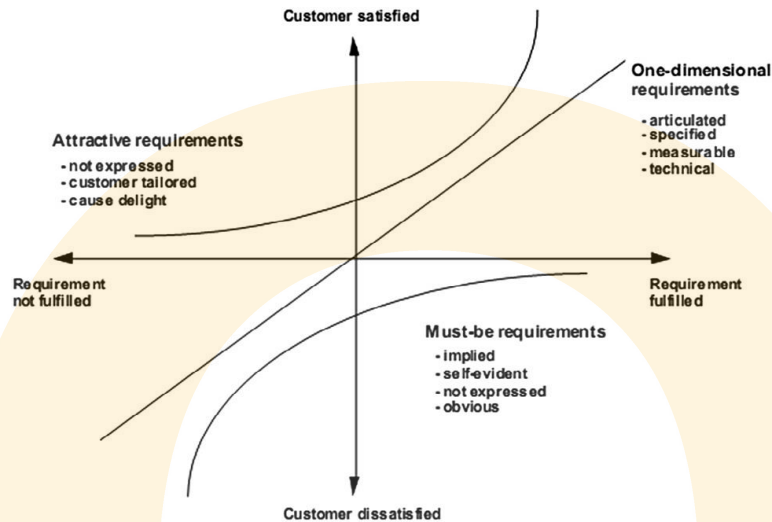 Customer satisfied
One-dimensional
requirements
- articulated
- specified
- measurable
- technical
Attractive requirements
- not expressed
- customer tailored
- cause delight
Requirement
not fulfilled
Requirement
fulfilled
Must-be requirements
- implied
- self-evident
- not expressed
- obvious
Customer dissatisfied